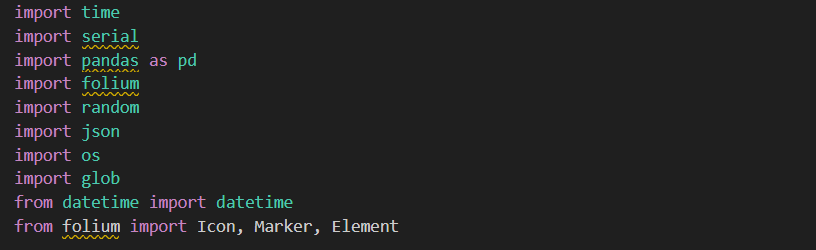 import time
import serial
import pandas as pd
import folium
import random
import json
import os
import glob
from datetime import datetime
from folium import Icon, Marker, Element